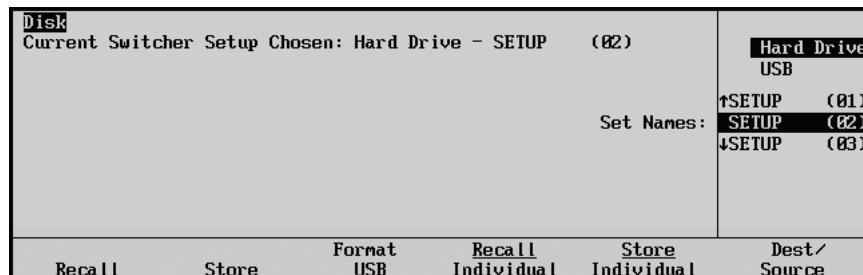 Disk
Current Switcher Setup Chosen: Hard Drive - SETUP (02)
Hard Drive
USB
↑SETUP (01)
Set Names: SETUP (02)
↓SETUP (03)
Recall Store Format USB Recall Individual Store Individual Dest/ Source